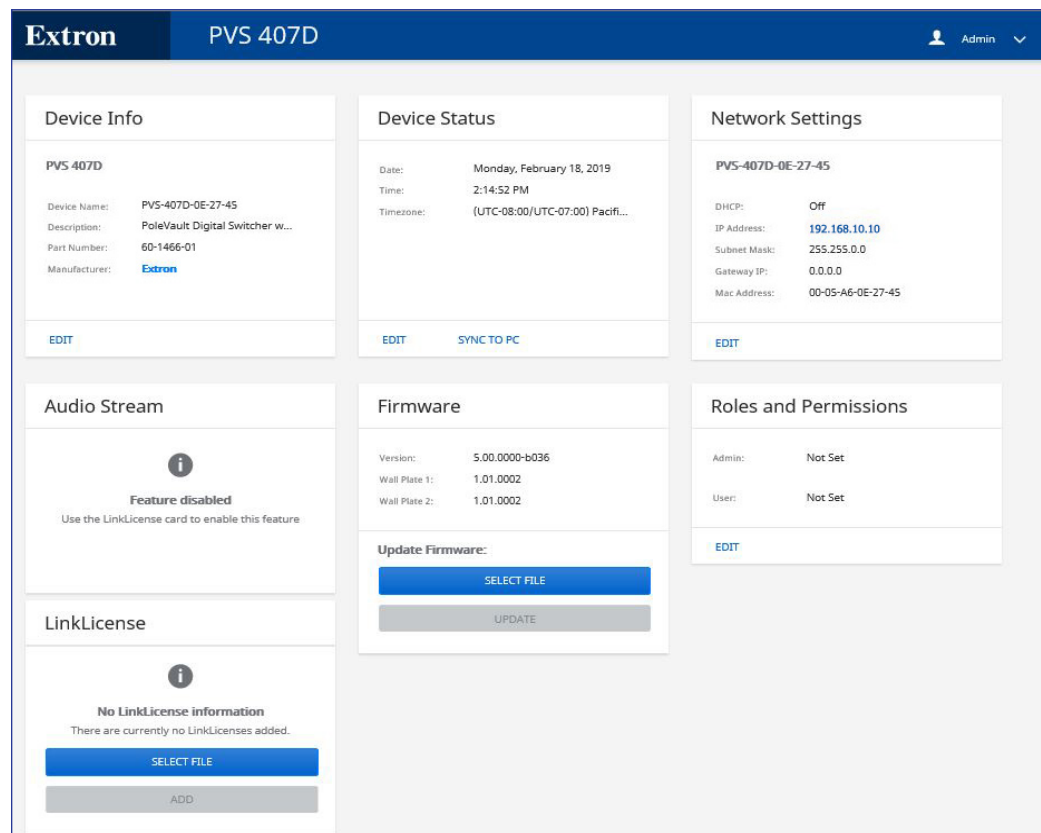 Extron
PVS 407D
Admin
Device Info
PVS 407D
Device Name: PVS-407D-0E-27-45
Description: PoleVault Digital Switcher w...
Part Number: 60-1466-01
Manufacturer: Extron
EDIT
Device Status
Date: Monday, February 18, 2019
Time: 2:14:52 PM
Timezone: (UTC-08:00/UTC-07:00) Pacifi...
EDIT SYNC TO PC
Network Settings
PVS-407D-0E-27-45
DHCP: Off
IP Address: 192.168.10.10
Subnet Mask: 255.255.0.0
Gateway IP: 0.0.0.0
Mac Address: 00-05-A6-0E-27-45
EDIT
Audio Stream
i
Feature disabled
Use the LinkLicense card to enable this feature
Firmware
Version: 5.00.0000-b036
Wall Plate 1: 1.01.0002
Wall Plate 2: 1.01.0002
Update Firmware:
SELECT FILE
UPDATE
Roles and Permissions
Admin: Not Set
User: Not Set
EDIT
LinkLicense
i
No LinkLicense information
There are currently no LinkLicenses added.
SELECT FILE
ADD